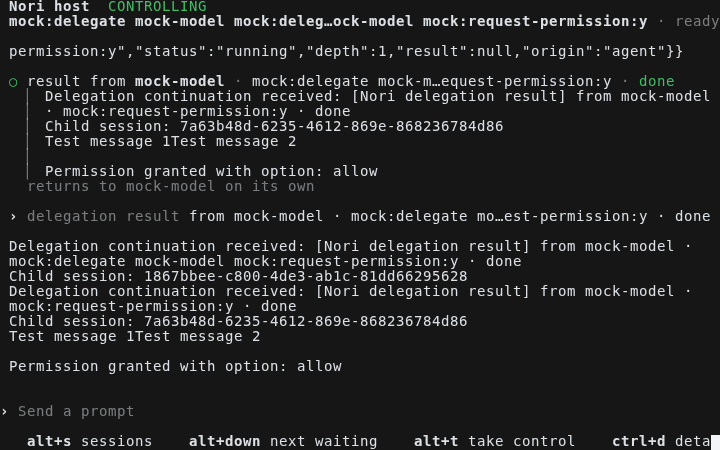 Nori host  CONTROLLING
mock:delegate mock-model mock:deleg…ock-model mock:request-permission:y · ready
permission:y","status":"running","depth":1,"result":null,"origin":"agent"}}
○ result from mock-model · mock:delegate mock-m…equest-permission:y · done
Delegation continuation received: [Nori delegation result] from mock-model
· mock:request-permission:y · done
Child session: 7a63b48d-6235-4612-869e-868236784d86
Test message 1Test message 2
Permission granted with option: allow
returns to mock-model on its own
› delegation result from mock-model · mock:delegate mo…est-permission:y · done
Delegation continuation received: [Nori delegation result] from mock-model ·
mock:delegate mock-model mock:request-permission:y · done
Child session: 1867bbee-c800-4de3-ab1c-81dd66295628
Delegation continuation received: [Nori delegation result] from mock-model ·
mock:request-permission:y · done
Child session: 7a63b48d-6235-4612-869e-868236784d86
Test message 1Test message 2
Permission granted with option: allow
› Send a prompt
alt+s sessions    alt+down next waiting    alt+t take control    ctrl+d deta